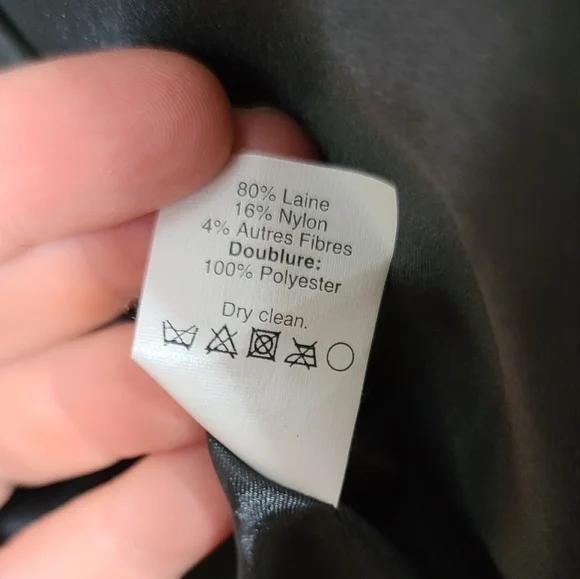 80% Laine
16% Nylon
4% Autres Fibres
Doublure:
100% Polyester
Dry clean.